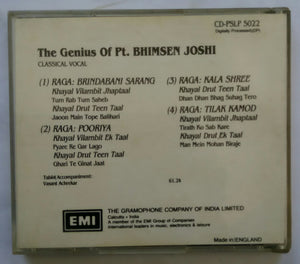 CD-PSLP 5022
Digitally Processed(DP)
The Genius Of Pt. BHIMSEN JOSHI
CLASSICAL VOCAL
(1) RAGA: BRINDABANI SARANG
Khayal Vilambit Jhaptaal
Tum Rab Tum Saheb
Khayal Drut Teen Taal
Jaoon Main Tope Balihari
(2) RAGA: POORIYA
Khayal Vilambit Ek Taal
Pyare Ke Gar Lago
Khayal Drut Teen Taal
Ghari Te Ginat Jaat
Tabla Accompaniment:
Vasant Achrekar
(3) RAGA: KALA SHREE
Khayal Drut Teen Taal
Dhan Dhan Bhag Suhag Tero
(4) RAGA: TILAK KAMOD
Khayal Vilambit Jhaptaal
Tirath Ko Sab Kare
Khayal Drut Ek Taal
Man Mein Mohan Biraje
61.24
EMI
THE GRAMOPHONE COMPANY OF INDIA LIMITED
Calcutta • India
A member of the EMI Group of Companies
International leaders in music, electronics & leisure
Made in: ENGLAND